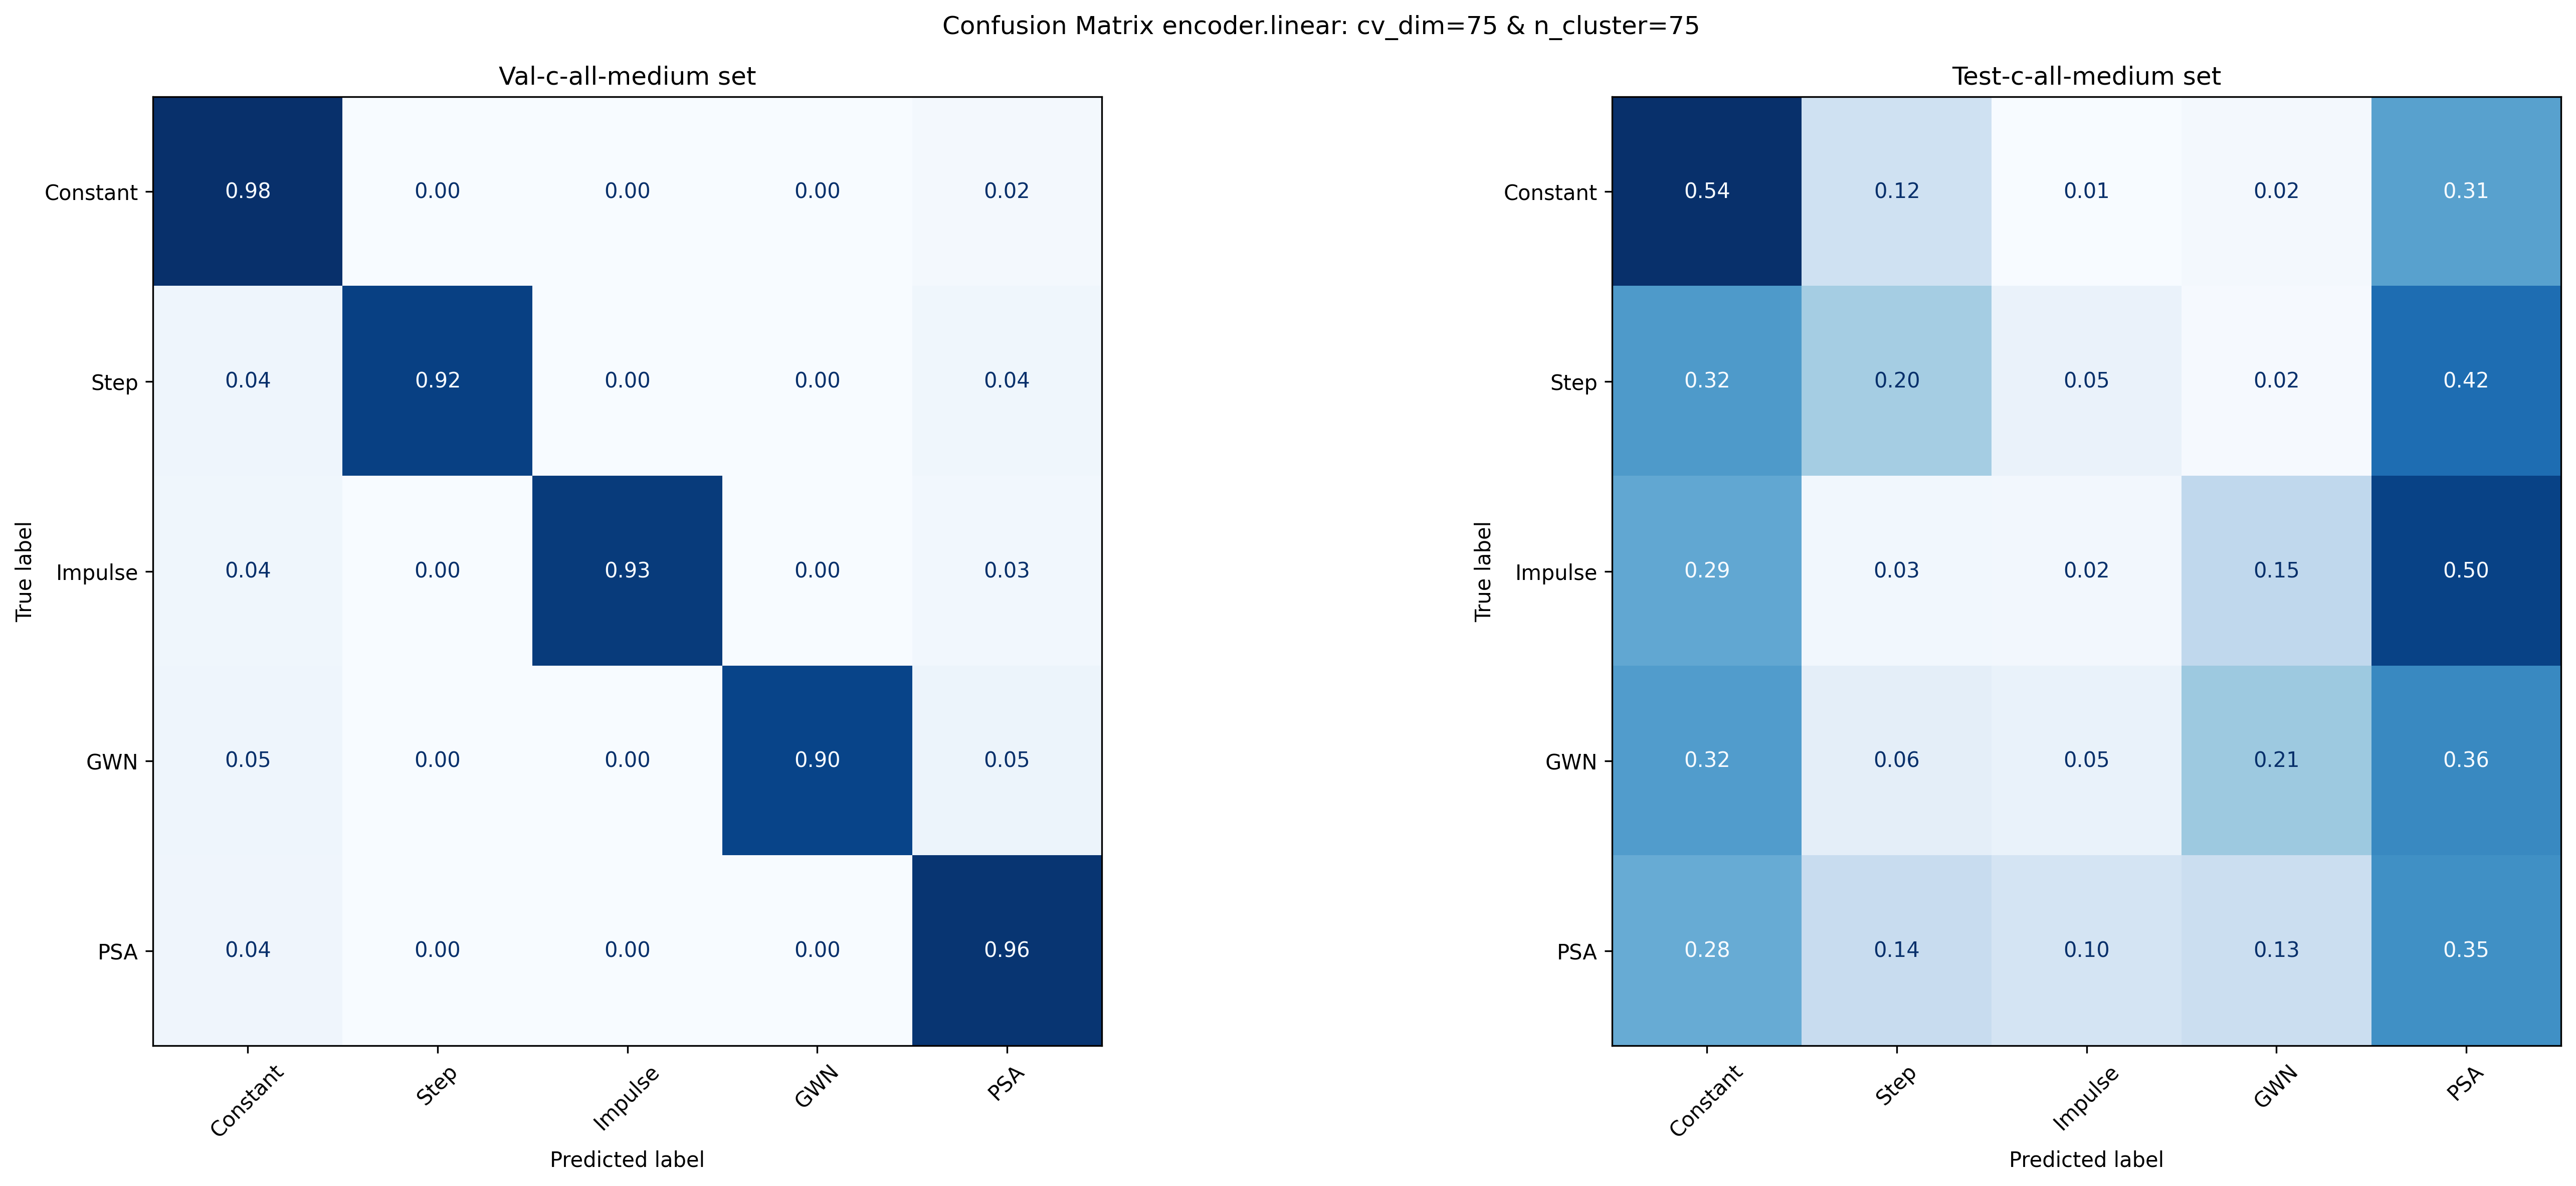 Confusion Matrix encoder.linear: cv_dim=75 & n_cluster=75
Val-c-all-medium set
True label
Constant 0.98 0.00 0.00 0.00 0.02
Step 0.04 0.92 0.00 0.00 0.04
Impulse 0.04 0.00 0.93 0.00 0.03
GWN 0.05 0.00 0.00 0.90 0.05
PSA 0.04 0.00 0.00 0.00 0.96
Constant Step Impulse GWN PSA
Predicted label
Test-c-all-medium set
True label
Constant 0.54 0.12 0.01 0.02 0.31
Step 0.32 0.20 0.05 0.02 0.42
Impulse 0.29 0.03 0.02 0.15 0.50
GWN 0.32 0.06 0.05 0.21 0.36
PSA 0.28 0.14 0.10 0.13 0.35
Constant Step Impulse GWN PSA
Predicted label